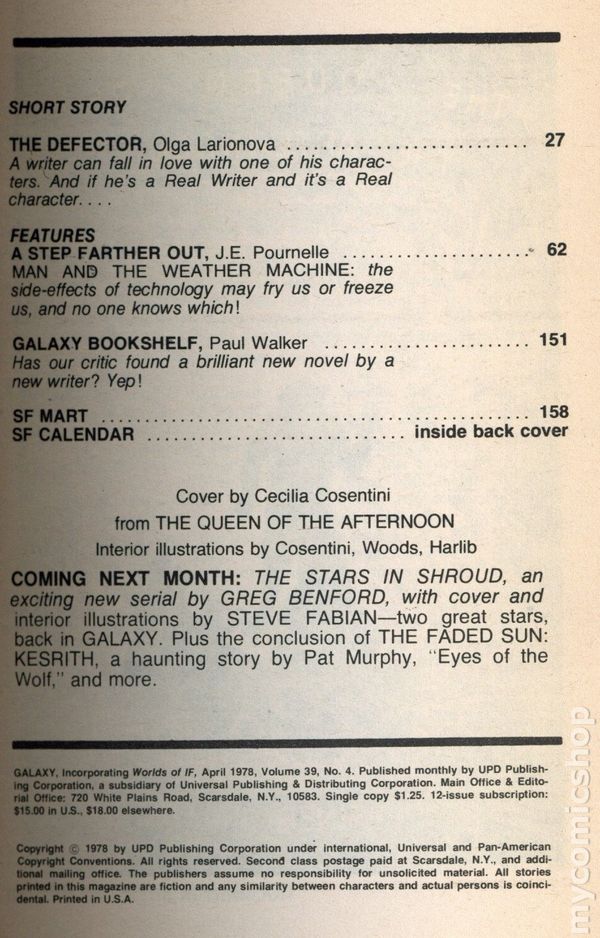 SHORT STORY
THE DEFECTOR, Olga Larionova ........................... 27
A writer can fall in love with one of his charac-
ters. And if he's a Real Writer and it's a Real
character. . . .
FEATURES
A STEP FARTHER OUT, J.E. Pournelle ..................... 62
MAN AND THE WEATHER MACHINE: the
side-effects of technology may fry us or freeze
us, and no one knows which!
GALAXY BOOKSHELF, Paul Walker ....................... 151
Has our critic found a brilliant new novel by a
new writer? Yep!
SF MART ................................................ 158
SF CALENDAR ............................. inside back cover
Cover by Cecilia Cosentini
from THE QUEEN OF THE AFTERNOON
Interior illustrations by Cosentini, Woods, Harlib
COMING NEXT MONTH: THE STARS IN SHROUD, an
exciting new serial by GREG BENFORD, with cover and
interior illustrations by STEVE FABIAN—two great stars,
back in GALAXY. Plus the conclusion of THE FADED SUN:
KESRITH, a haunting story by Pat Murphy, "Eyes of the
Wolf," and more.
GALAXY, Incorporating Worlds of IF, April 1978, Volume 39, No. 4. Published monthly by UPD Publish-
ing Corporation, a subsidiary of Universal Publishing & Distributing Corporation. Main Office & Edito-
rial Office: 720 White Plains Road, Scarsdale, N.Y., 10583. Single copy $1.25. 12-issue subscription:
$15.00 in U.S., $18.00 elsewhere.
Copyright © 1978 by UPD Publishing Corporation under international, Universal and Pan-American
Copyright Conventions. All rights reserved. Second class postage paid at Scarsdale, N.Y., and addi-
tional mailing office. The publishers assume no responsibility for unsolicited material. All stories
printed in this magazine are fiction and any similarity between characters and actual persons is coinci-
dental. Printed in U.S.A.
mycomicshop